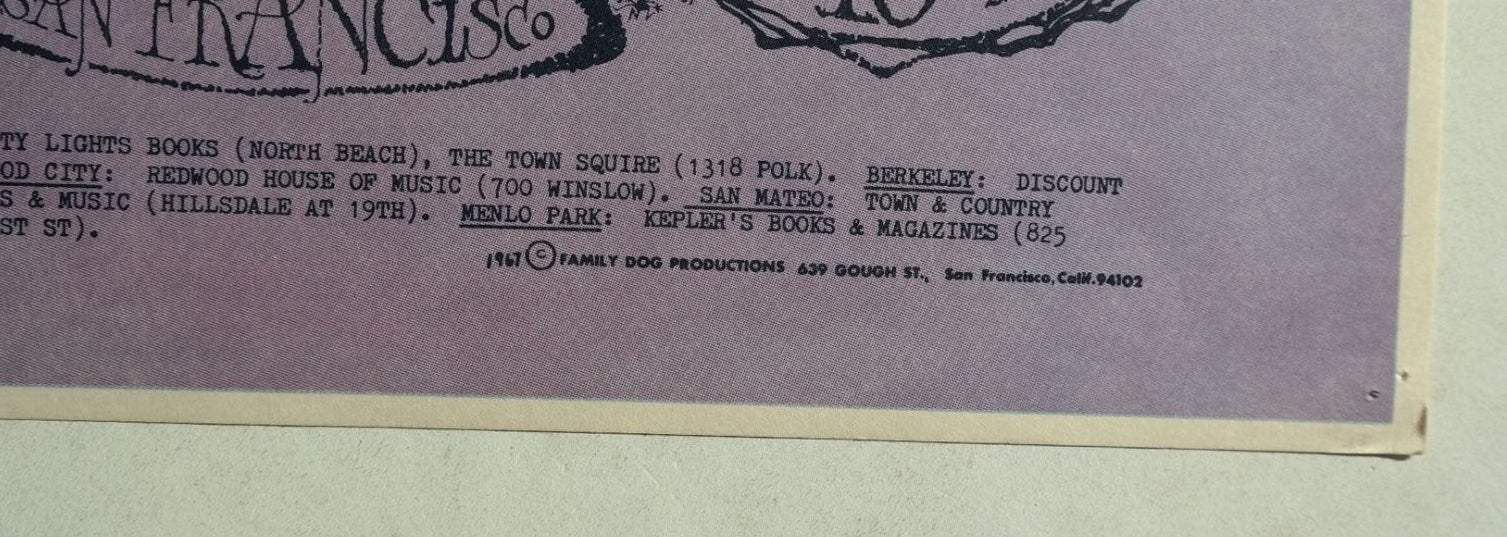 SAN FRANCISCO
TY LIGHTS BOOKS (NORTH BEACH), THE TOWN SQUIRE (1318 POLK). BERKELEY: DISCOUNT
OD CITY: REDWOOD HOUSE OF MUSIC (700 WINSLOW). SAN MATEO: TOWN & COUNTRY
S & MUSIC (HILLSDALE AT 19TH). MENLO PARK: KEPLER'S BOOKS & MAGAZINES (825
ST ST).
1967 © FAMILY DOG PRODUCTIONS 639 GOUGH ST., San Francisco, Calif. 94102